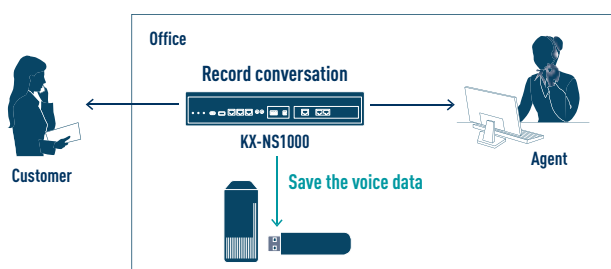 Office
Record conversation
KX-NS1000
Customer
Agent
Save the voice data